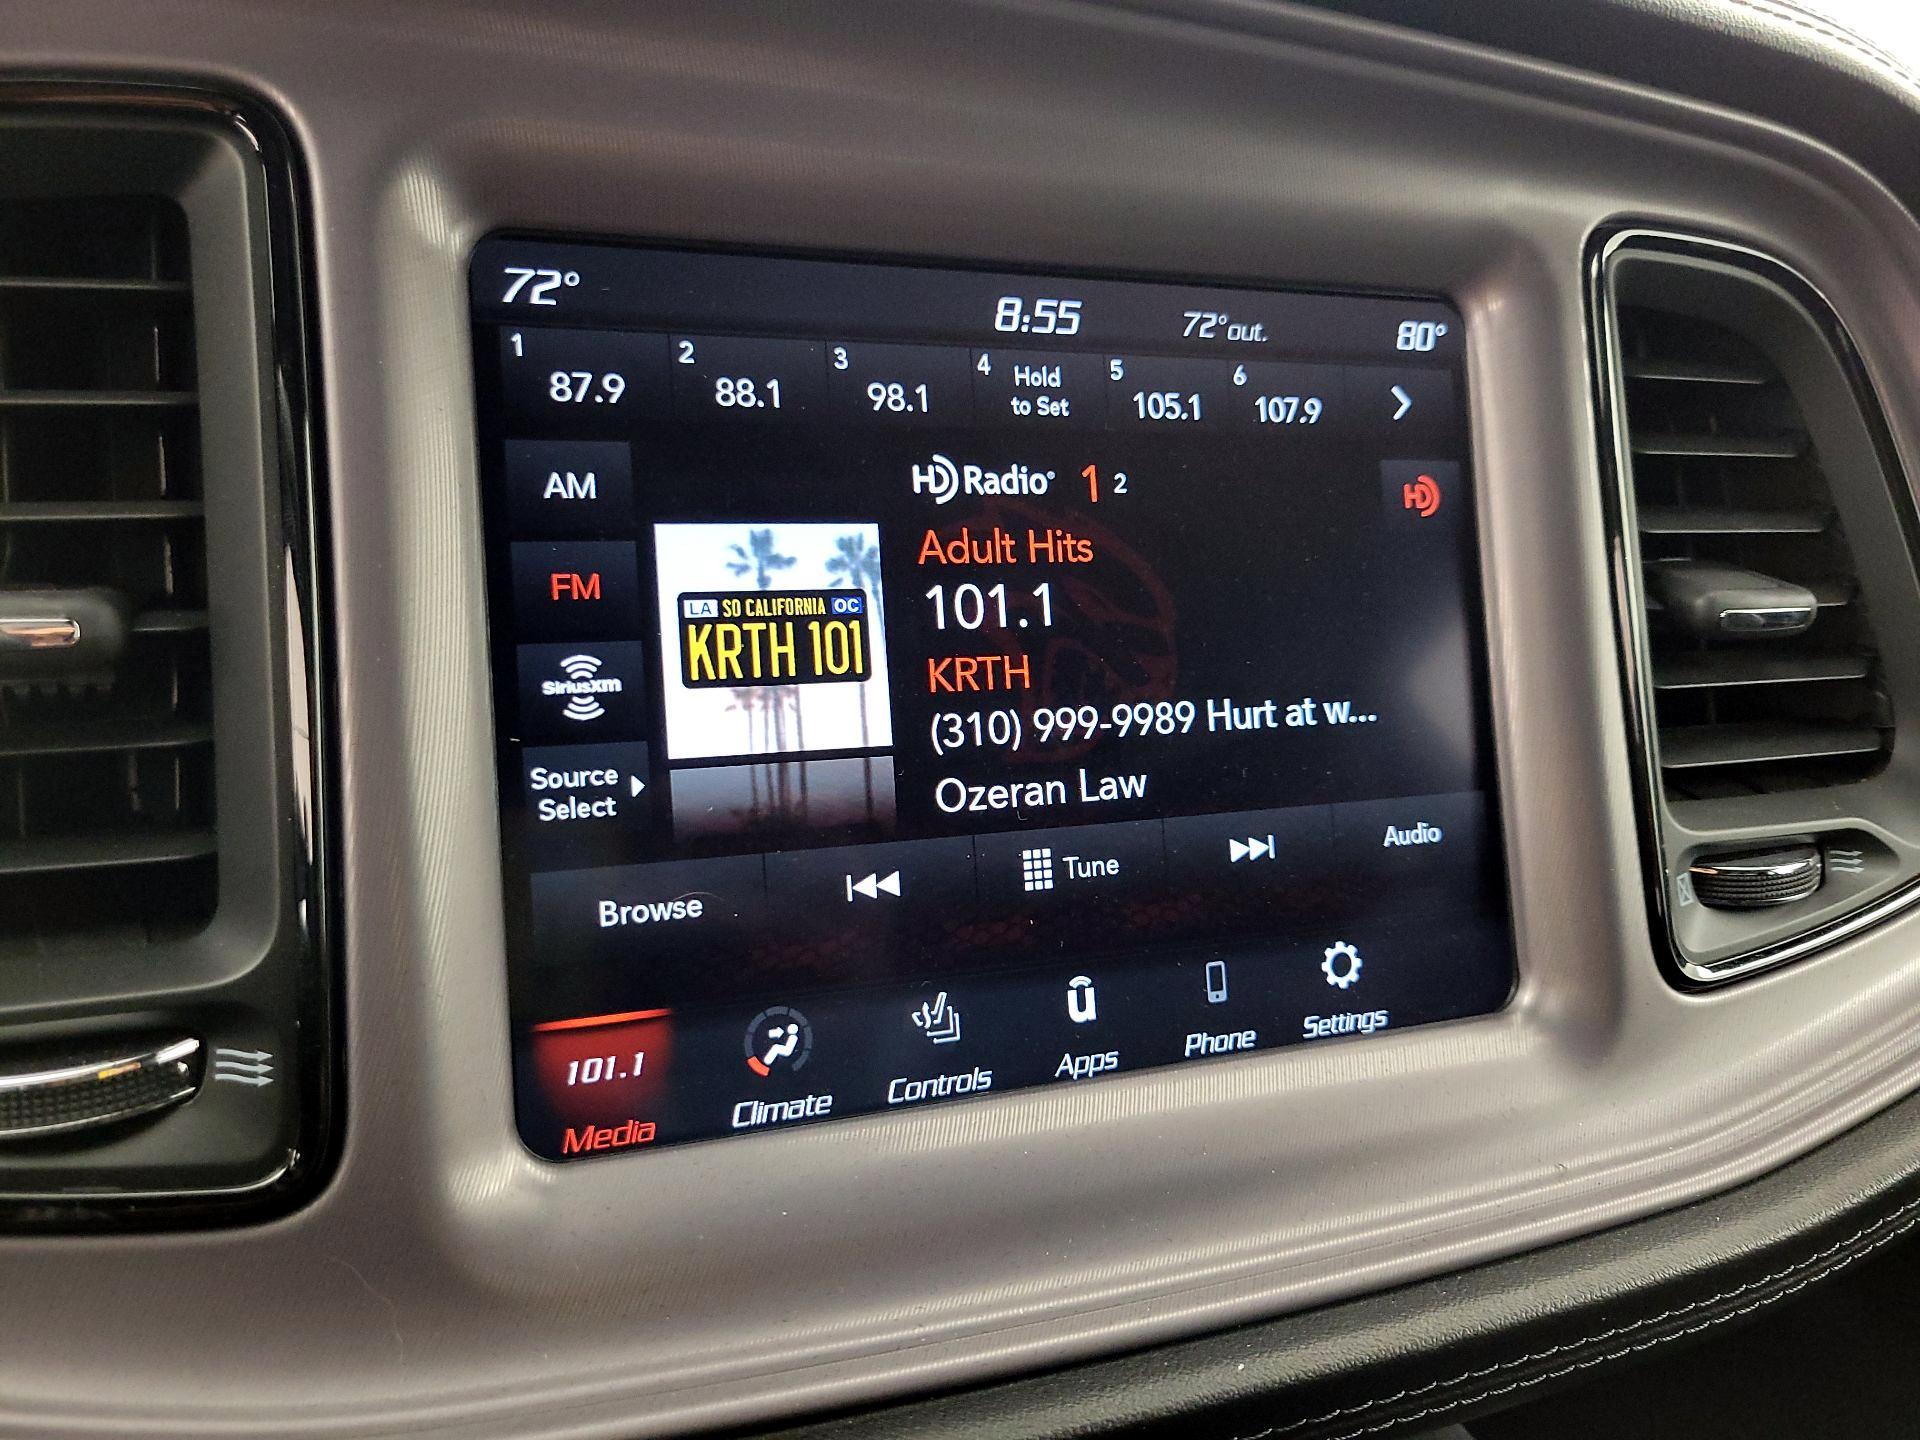 72°
8:55
72° out.
80°
1 87.9
2 88.1
3 98.1
4 Hold
to Set
5 105.1
6 107.9
AM
HD Radio 1 2
HD
FM
Adult Hits
LA SO CALIFORNIA OC
KRTH 101
101.1
SiriusXM
KRTH
(310) 999-9989 Hurt at w...
Source
Select
Ozeran Law
Browse
Tune
Audio
101.1
Media
Climate
Controls
u
Apps
Phone
Settings